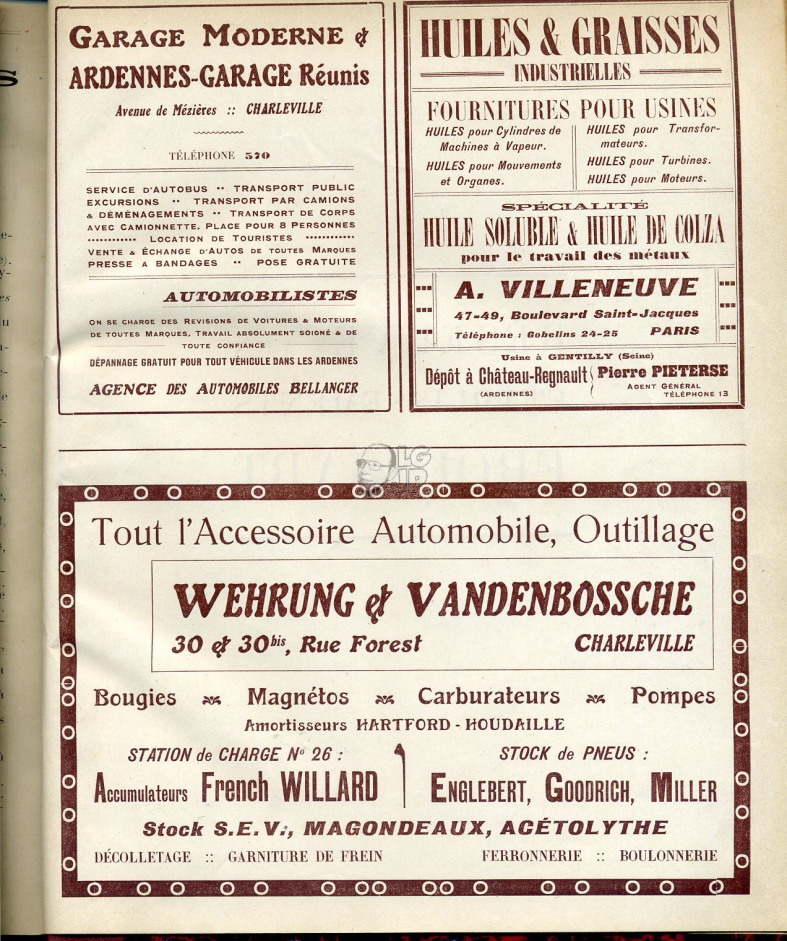 GARAGE MODERNE &
ARDENNES-GARAGE Réunis
Avenue de Mézières :: CHARLEVILLE
TÉLÉPHONE 570
SERVICE D'AUTOBUS •• TRANSPORT PUBLIC
EXCURSIONS •• TRANSPORT PAR CAMIONS
& DÉMÉNAGEMENTS •• TRANSPORT DE CORPS
AVEC CAMIONNETTE, PLACE POUR 8 PERSONNES
LOCATION DE TOURISTES
VENTE & ÉCHANGE D'AUTOS DE TOUTES MARQUES
PRESSE A BANDAGES •• POSE GRATUITE
AUTOMOBILISTES
ON SE CHARGE DES REVISIONS DE VOITURES & MOTEURS
DE TOUTES MARQUES, TRAVAIL ABSOLUMENT SOIGNÉ & DE
TOUTE CONFIANCE
DÉPANNAGE GRATUIT POUR TOUT VÉHICULE DANS LES ARDENNES
AGENCE DES AUTOMOBILES BELLANGER
HUILES & GRAISSES
INDUSTRIELLES
FOURNITURES POUR USINES
HUILES pour Cylindres de
Machines à Vapeur.
HUILES pour Mouvements
et Organes.
HUILES pour Transfor-
mateurs.
HUILES pour Turbines.
HUILES pour Moteurs.
SPÉCIALITÉ
HUILE SOLUBLE & HUILE DE COLZA
pour le travail des métaux
A. VILLENEUVE
47-49, Boulevard Saint-Jacques
Téléphone : Gobelins 24-25 PARIS
Usine à GENTILLY (Seine)
Dépôt à Château-Regnault
(ARDENNES)
Pierre PIETERSE
AGENT GÉNÉRAL
TÉLÉPHONE 13
Tout l'Accessoire Automobile, Outillage
WEHRUNG & VANDENBOSSCHE
30 & 30bis, Rue Forest CHARLEVILLE
Bougies Magnétos Carburateurs Pompes
Amortisseurs HARTFORD - HOUDAILLE
STATION de CHARGE No 26 :
Accumulateurs French WILLARD
STOCK de PNEUS :
ENGLEBERT, GOODRICH, MILLER
Stock S.E.V., MAGONDEAUX, ACÉTOLYTHE
DÉCOLLETAGE :: GARNITURE DE FREIN FERRONNERIE :: BOULONNERIE